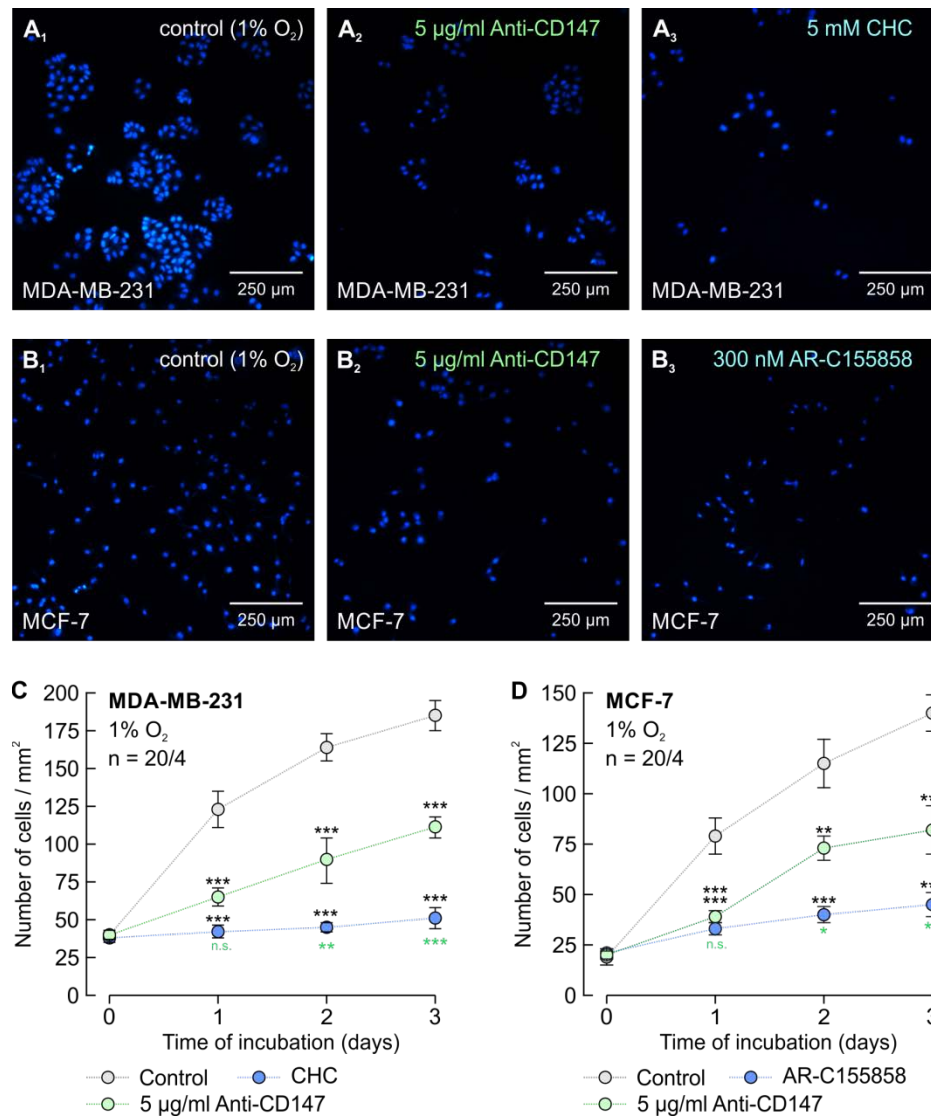 A₁ control (1% O₂)
MDA-MB-231 250 µm
A₂ 5 µg/ml Anti-CD147
MDA-MB-231 250 µm
A₃ 5 mM CHC
MDA-MB-231 250 µm
B₁ control (1% O₂)
MCF-7 250 µm
B₂ 5 µg/ml Anti-CD147
MCF-7 250 µm
B₃ 300 nM AR-C155858
MCF-7 250 µm
C
MDA-MB-231
1% O₂
n = 20/4
Number of cells / mm²
200
175
150
125
100
75
50
25
0
***
***
***
***
***
***
n.s.
**
***
0 1 2 3
Time of incubation (days)
Control CHC
5 µg/ml Anti-CD147
D
MCF-7
1% O₂
n = 20/4
Number of cells / mm²
150
125
100
75
50
25
0
**
**
***
***
***
**
n.s.
*
*
0 1 2 3
Time of incubation (days)
Control AR-C155858
5 µg/ml Anti-CD147